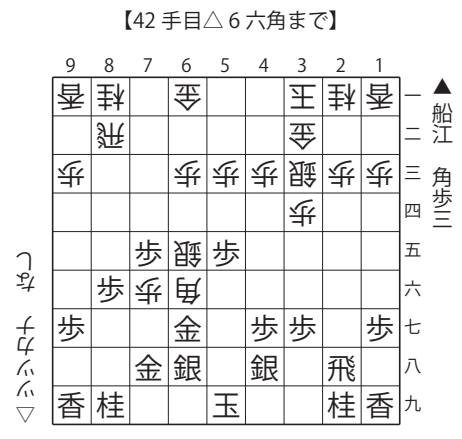 【42手目△6六角まで】
9 8 7 6 5 4 3 2 1
香 桂 金 王 桂 香 一
飛 金 二
歩 歩 歩 歩 銀 歩 歩 三
歩 四
歩 銀 歩 五
歩 歩 角 六
歩 金 歩 歩 歩 七
金 銀 銀 飛 八
香 桂 玉 桂 香 九
▲船江 角歩三
△ツツカナ なし